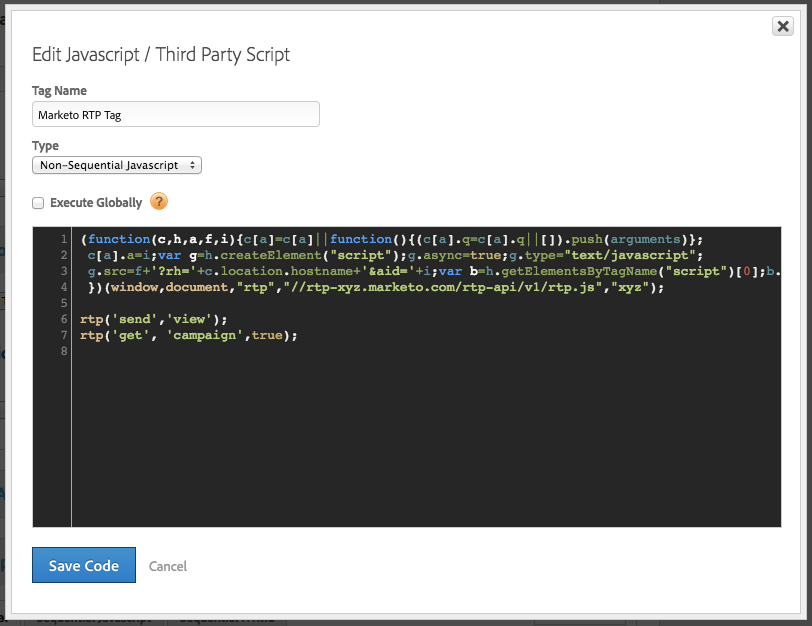 Edit Javascript / Third Party Script
Tag Name
Marketo RTP Tag
Type
Non-Sequential Javascript
Execute Globally ?
1 (function(c,h,a,f,i){c[a]=c[a]||function(){(c[a].q=c[a].q||[]).push(arguments)};
2 c[a].a=i;var g=h.createElement("script");g.async=true;g.type="text/javascript";
3 g.src=f+'?rh='+c.location.hostname+'&aid='+i;var b=h.getElementsByTagName("script")[0];b.
4 })(window,document,"rtp","//rtp-xyz.marketo.com/rtp-api/v1/rtp.js","xyz");
5
6 rtp('send','view');
7 rtp('get', 'campaign',true);
8
Save Code Cancel